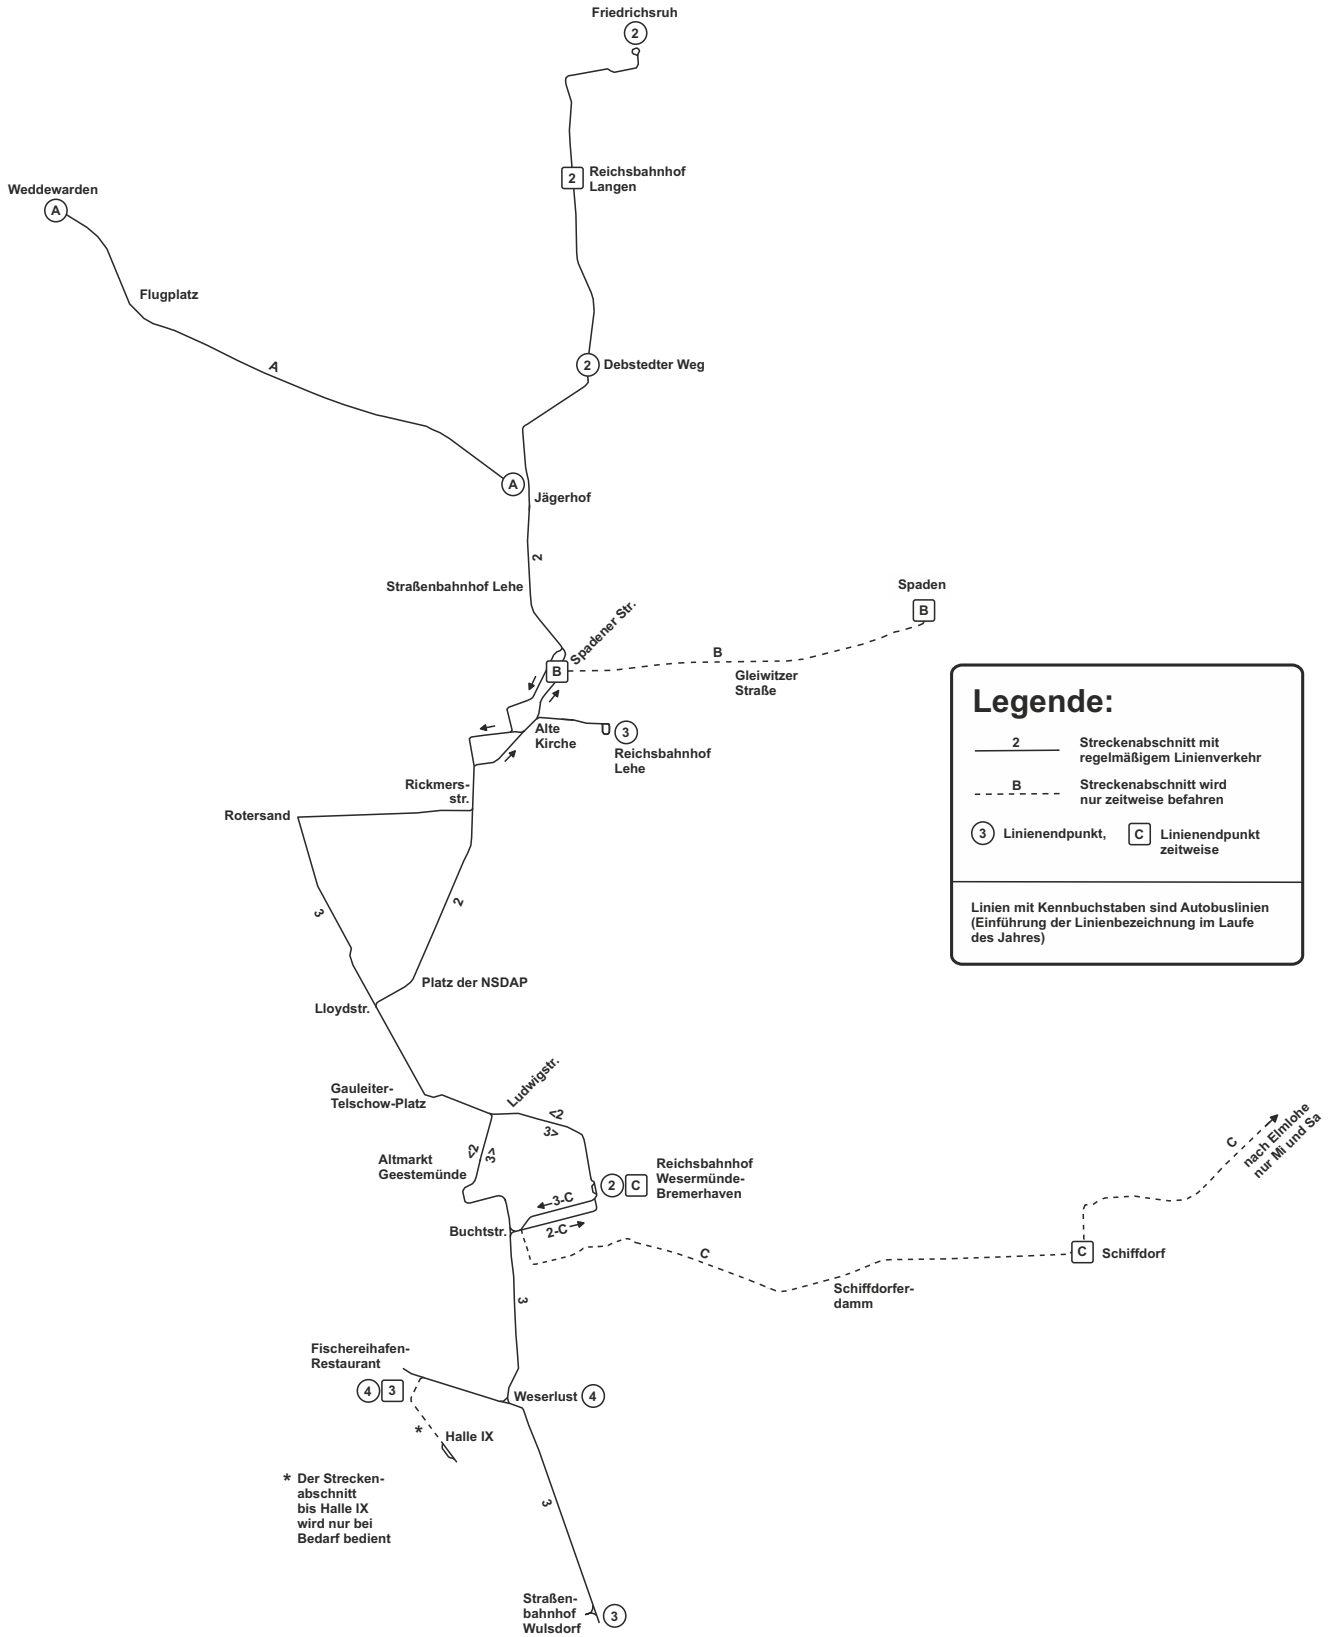 Friedrichsruh
2
2
Reichsbahnhof
Langen
Weddewarden
A
Flugplatz
A
2
Debstedter Weg
A
Jägerhof
2
Straßenbahnhof Lehe
Spadener Str.
B
B
Gleiwitzer
Straße
Spaden
B
Alte
Kirche
3
Reichsbahnhof
Lehe
Rickmers-
str.
Rotersand
3
2
Platz der NSDAP
Lloydstr.
Gauleiter-
Telschow-Platz
Ludwigstr.
<2
3>
<2
3>
Altmarkt
Geestemünde
2 C
Reichsbahnhof
Wesermünde-
Bremerhaven
3-C
2-C
Buchtstr.
C
Schiffdorfer-
damm
C
Schiffdorf
C
nach Elmlohe
nur Mi und Sa
3
Fischereihafen-
Restaurant
4 3
Weserlust 4
*
Halle IX
* Der Strecken-
abschnitt
bis Halle IX
wird nur bei
Bedarf bedient
3
Straßen-
bahnhof
Wulsdorf
3
Legende:
2
Streckenabschnitt mit
regelmäßigem Linienverkehr
B
Streckenabschnitt wird
nur zeitweise befahren
3 Linienendpunkt,
C Linienendpunkt
zeitweise
Linien mit Kennbuchstaben sind Autobuslinien
(Einführung der Linienbezeichnung im Laufe
des Jahres)